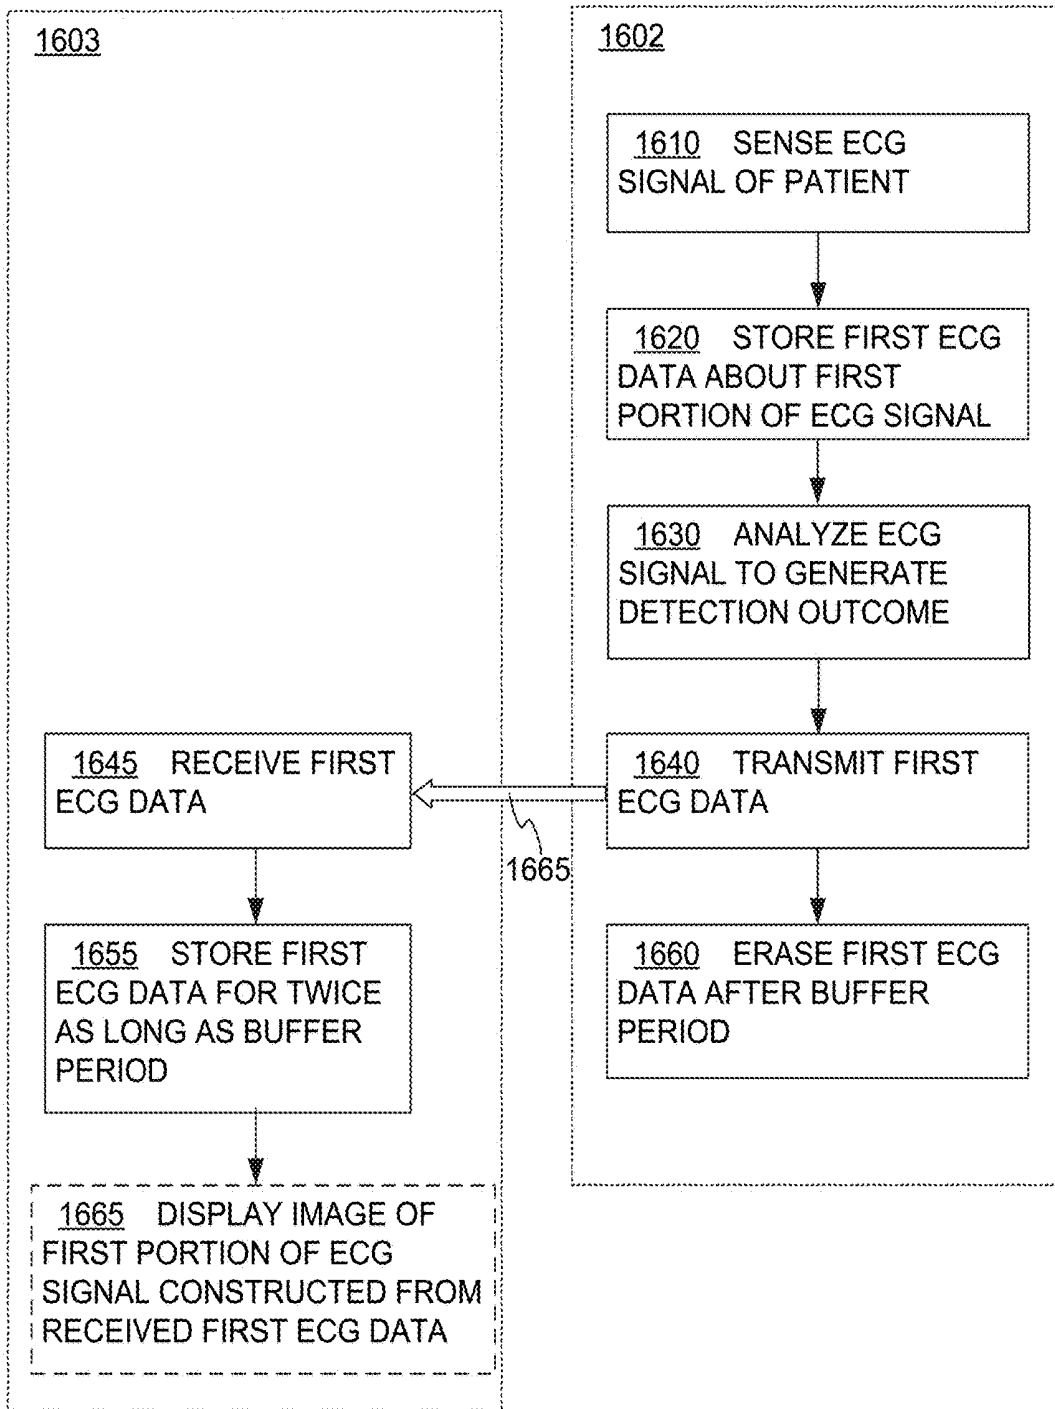 1603
1602
1610 SENSE ECG
SIGNAL OF PATIENT
1620 STORE FIRST ECG
DATA ABOUT FIRST
PORTION OF ECG SIGNAL
1630 ANALYZE ECG
SIGNAL TO GENERATE
DETECTION OUTCOME
1645 RECEIVE FIRST
ECG DATA
1640 TRANSMIT FIRST
ECG DATA
1665
1655 STORE FIRST
ECG DATA FOR TWICE
AS LONG AS BUFFER
PERIOD
1660 ERASE FIRST ECG
DATA AFTER BUFFER
PERIOD
1665 DISPLAY IMAGE OF
FIRST PORTION OF ECG
SIGNAL CONSTRUCTED FROM
RECEIVED FIRST ECG DATA